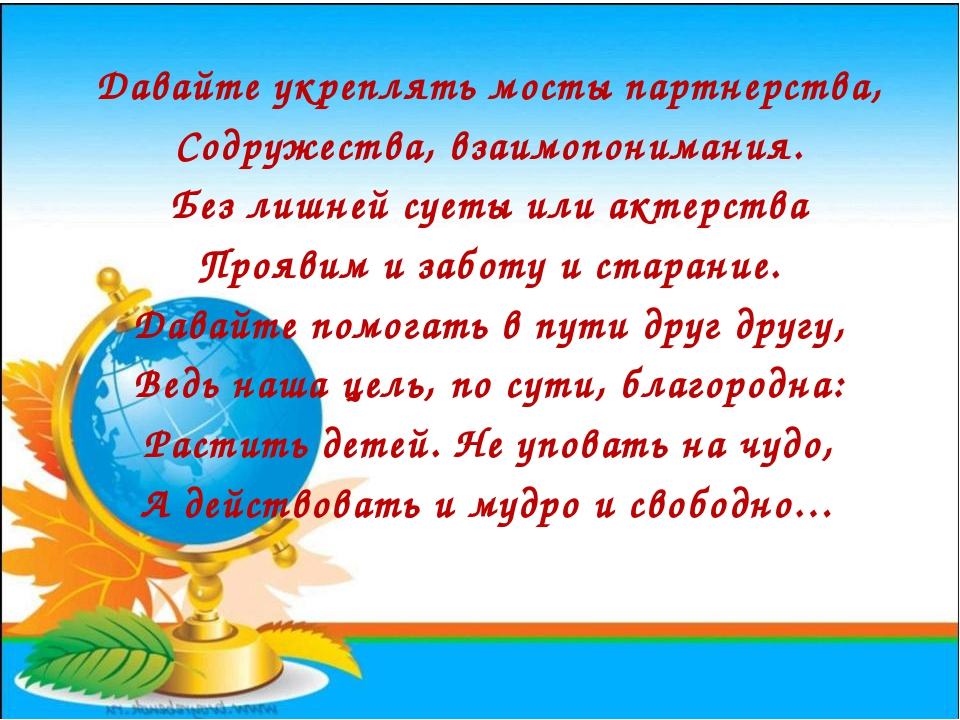 Давайте укреплять мосты партнерства,
Содружества, взаимопонимания.
Без лишней суеты или актерства
Проявим и заботу и старание.
Давайте помогать в пути друг другу,
Ведь наша цель, по сути, благородна:
Растить детей. Не уповать на чудо,
А действовать и мудро и свободно...